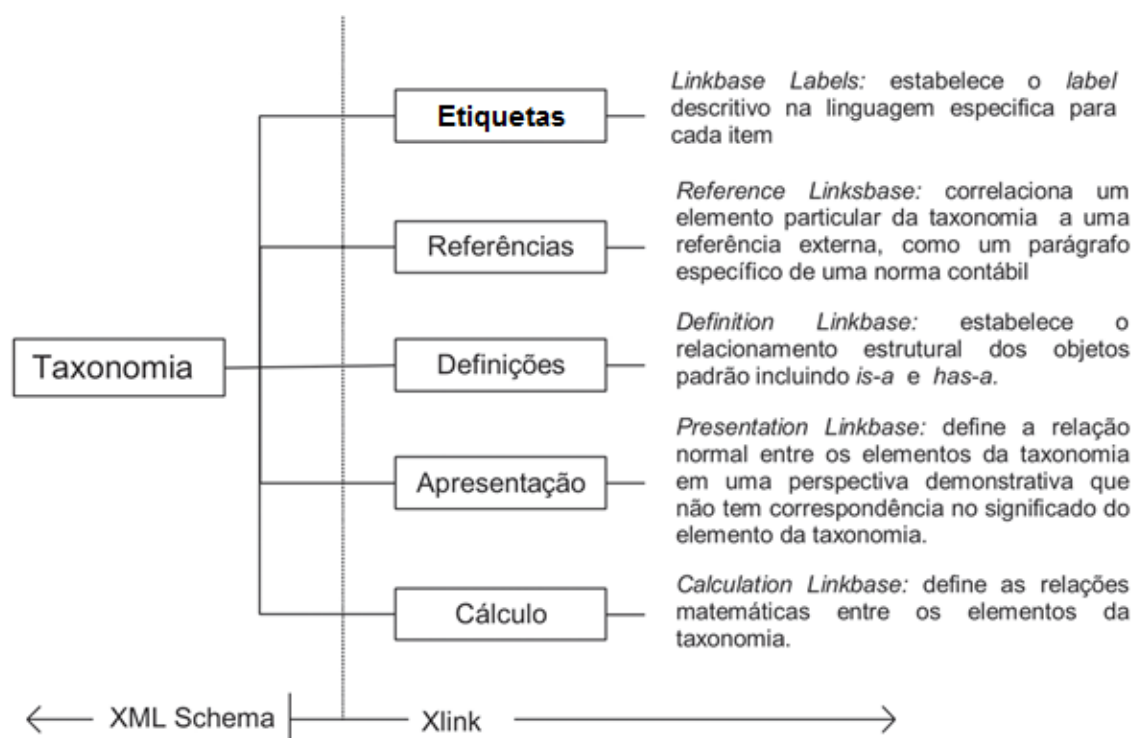 Etiquetas
Linkbase Labels: estabelece o label
descritivo na linguagem especifica para
cada item
Referências
Reference Linksbase: correlaciona um
elemento particular da taxonomia a uma
referência externa, como um parágrafo
específico de uma norma contábil
Taxonomia
Definições
Definition Linkbase: estabelece o
relacionamento estrutural dos objetos
padrão incluindo is-a e has-a.
Apresentação
Presentation Linkbase: define a relação
normal entre os elementos da taxonomia
em uma perspectiva demonstrativa que
não tem correspondência no significado do
elemento da taxonomia.
Cálculo
Calculation Linkbase: define as relações
matemáticas entre os elementos da
taxonomia.
XML Schema
Xlink